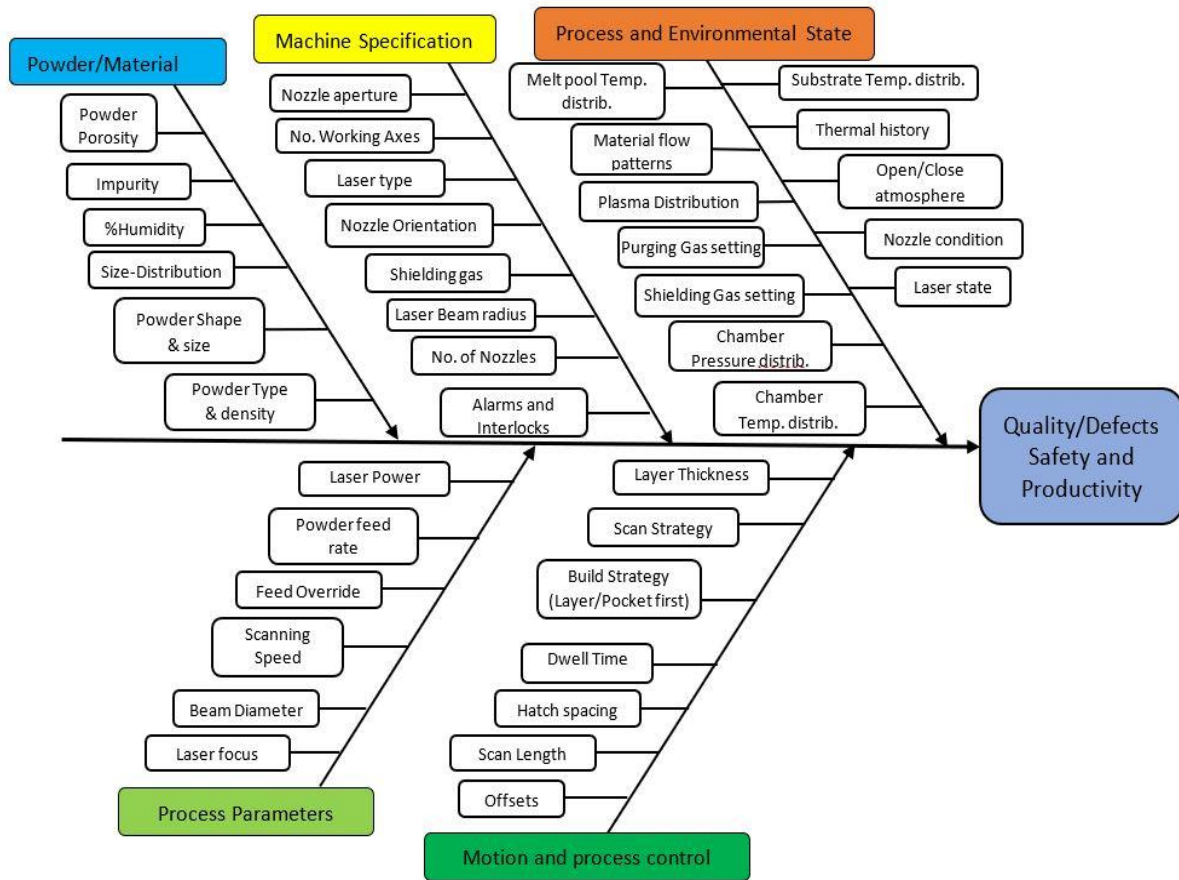 Powder/Material
Machine Specification
Process and Environmental State
Powder
Porosity
Impurity
%Humidity
Size-Distribution
Powder Shape
& size
Powder Type
& density
Nozzle aperture
No. Working Axes
Laser type
Nozzle Orientation
Shielding gas
Laser Beam radius
No. of Nozzles
Alarms and
Interlocks
Melt pool Temp.
distrib.
Material flow
patterns
Plasma Distribution
Purging Gas setting
Shielding Gas setting
Chamber
Pressure distrib.
Chamber
Temp. distrib.
Substrate Temp. distrib.
Thermal history
Open/Close
atmosphere
Nozzle condition
Laser state
Quality/Defects
Safety and
Productivity
Laser Power
Powder feed
rate
Feed Override
Scanning
Speed
Beam Diameter
Laser focus
Process Parameters
Layer Thickness
Scan Strategy
Build Strategy
(Layer/Pocket first)
Dwell Time
Hatch spacing
Scan Length
Offsets
Motion and process control